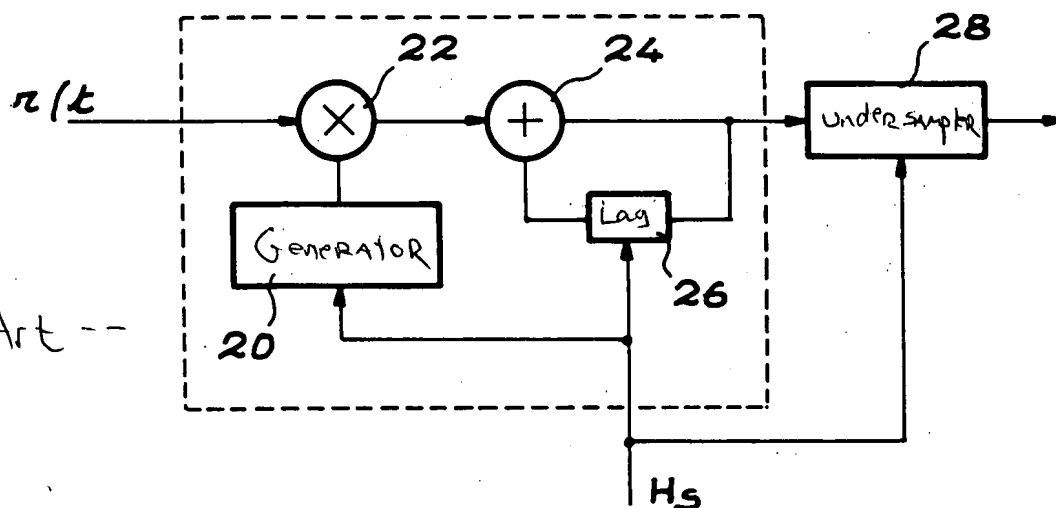 22
24
28
r/t
×
+
undersampler
Lag
Generator
26
20
Art --
Hs